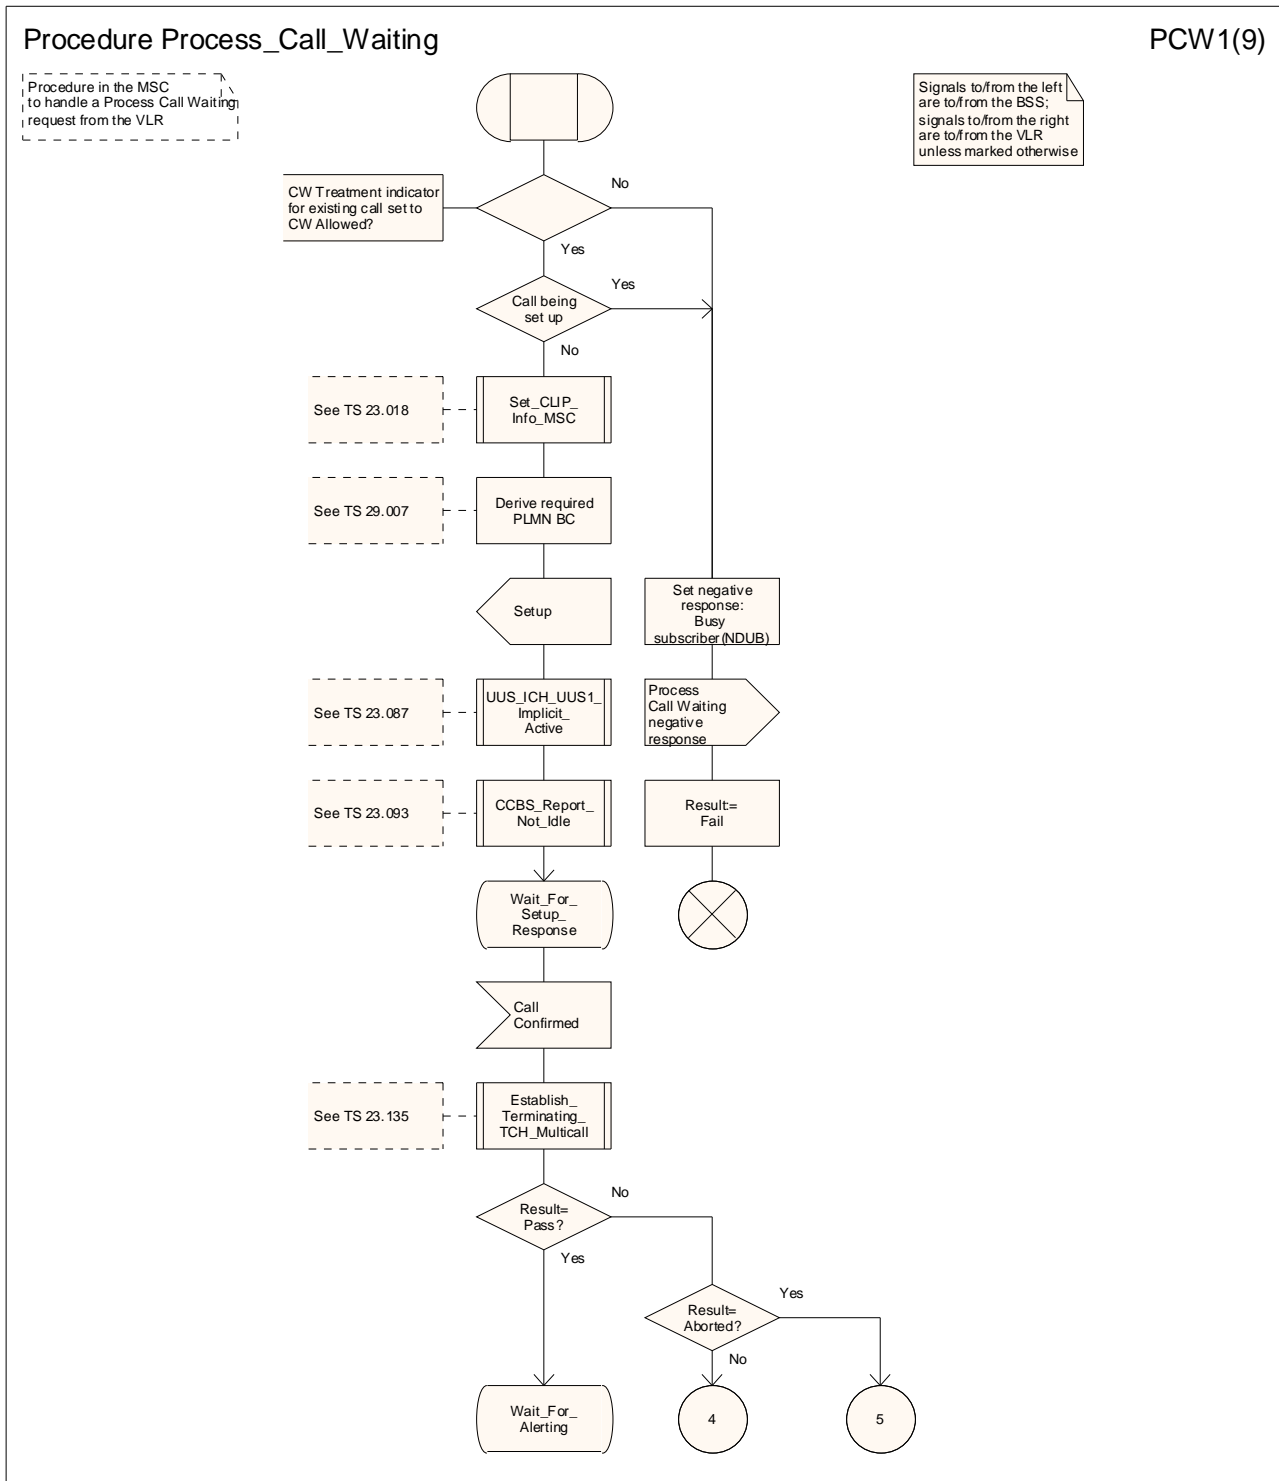 Procedure Process_Call_Waiting
PCW1(9)
Procedure in the MSC
to handle a Process Call Waiting
request from the VLR
Signals to/from the left
are to/from the BSS;
signals to/from the right
are to/from the VLR
unless marked otherwise
CW Treatment indicator
for existing call set to
CW Allowed?
No
Yes
Call being
set up
Yes
No
See TS 23.018
Set_CLIP_
Info_MSC
See TS 29.007
Derive required
PLMN BC
Setup
Set negative
response:
Busy
subscriber(NDUB)
See TS 23.087
UUS_ICH_UUS1_
Implicit_
Active
Process
Call Waiting
negative
response
See TS 23.093
CCBS_Report_
Not_Idle
Result:=
Fail
Wait_For_
Setup_
Response
Call
Confirmed
See TS 23.135
Establish_
Terminating_
TCH_Multicall
Result=
Pass?
No
Yes
Result=
Aborted?
Yes
No
Wait_For_
Alerting
4
5